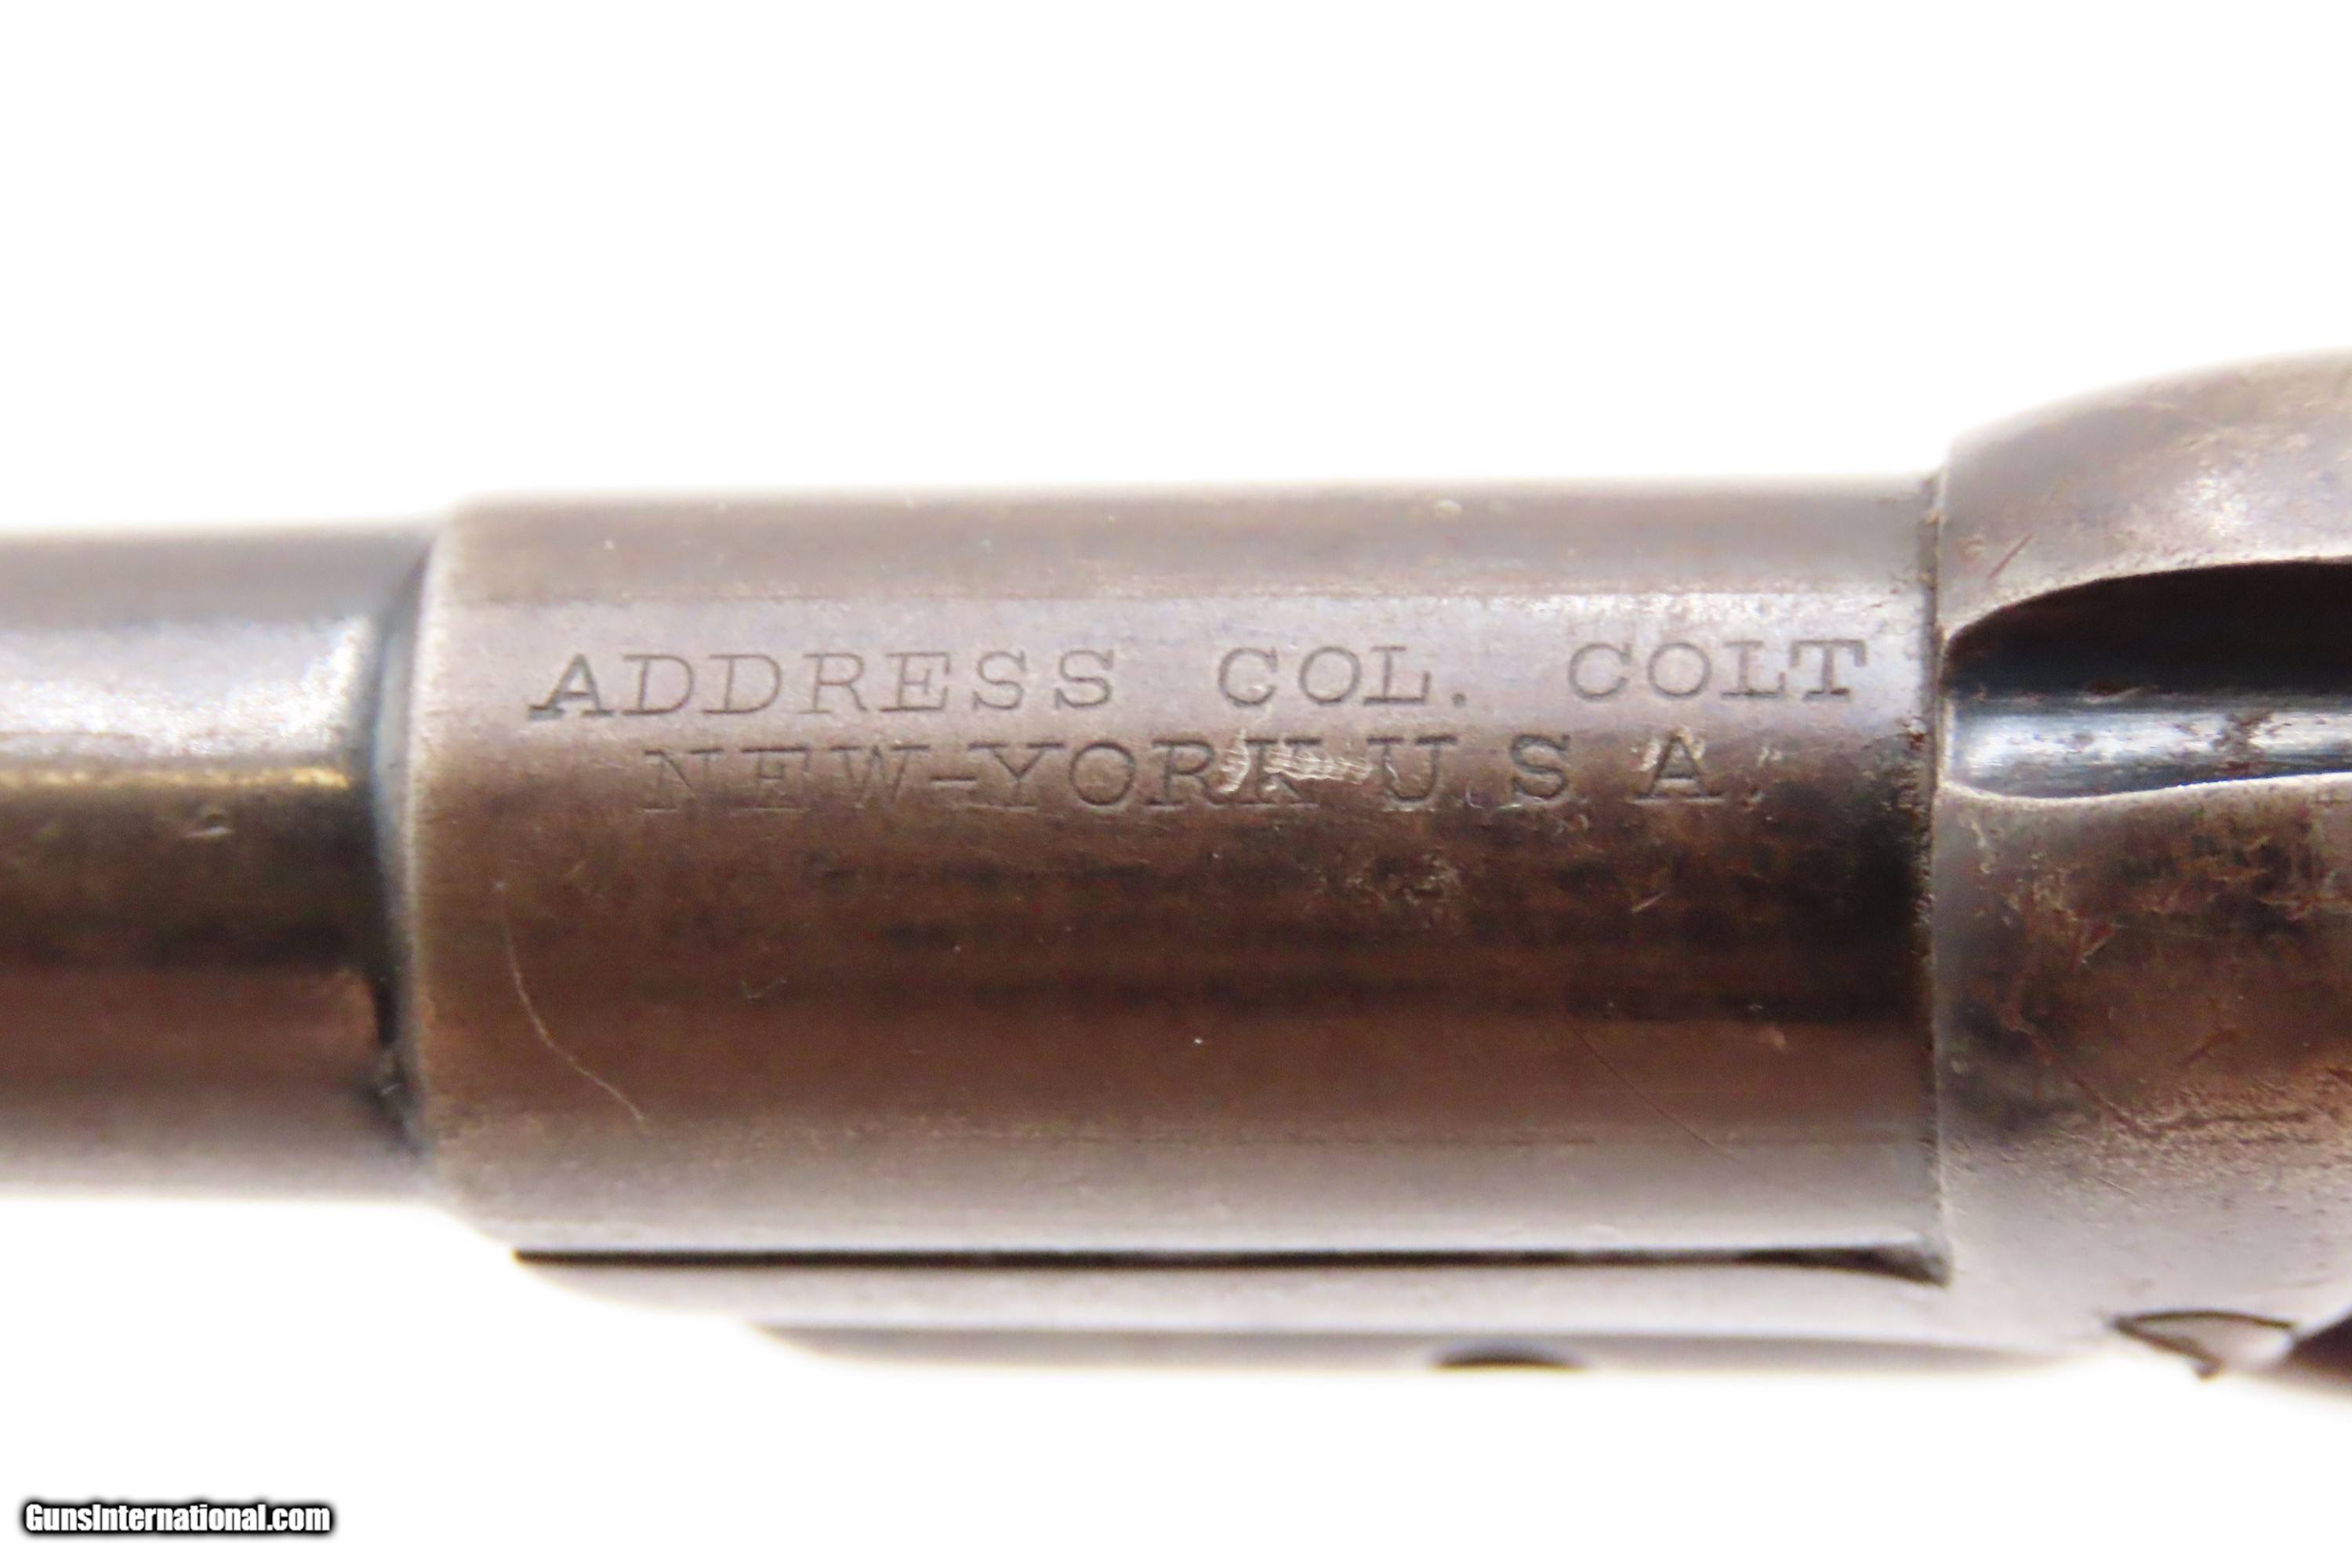 ADDRESS COL. COLT
NEW-YORK U.S.A.
GunsInternational.com